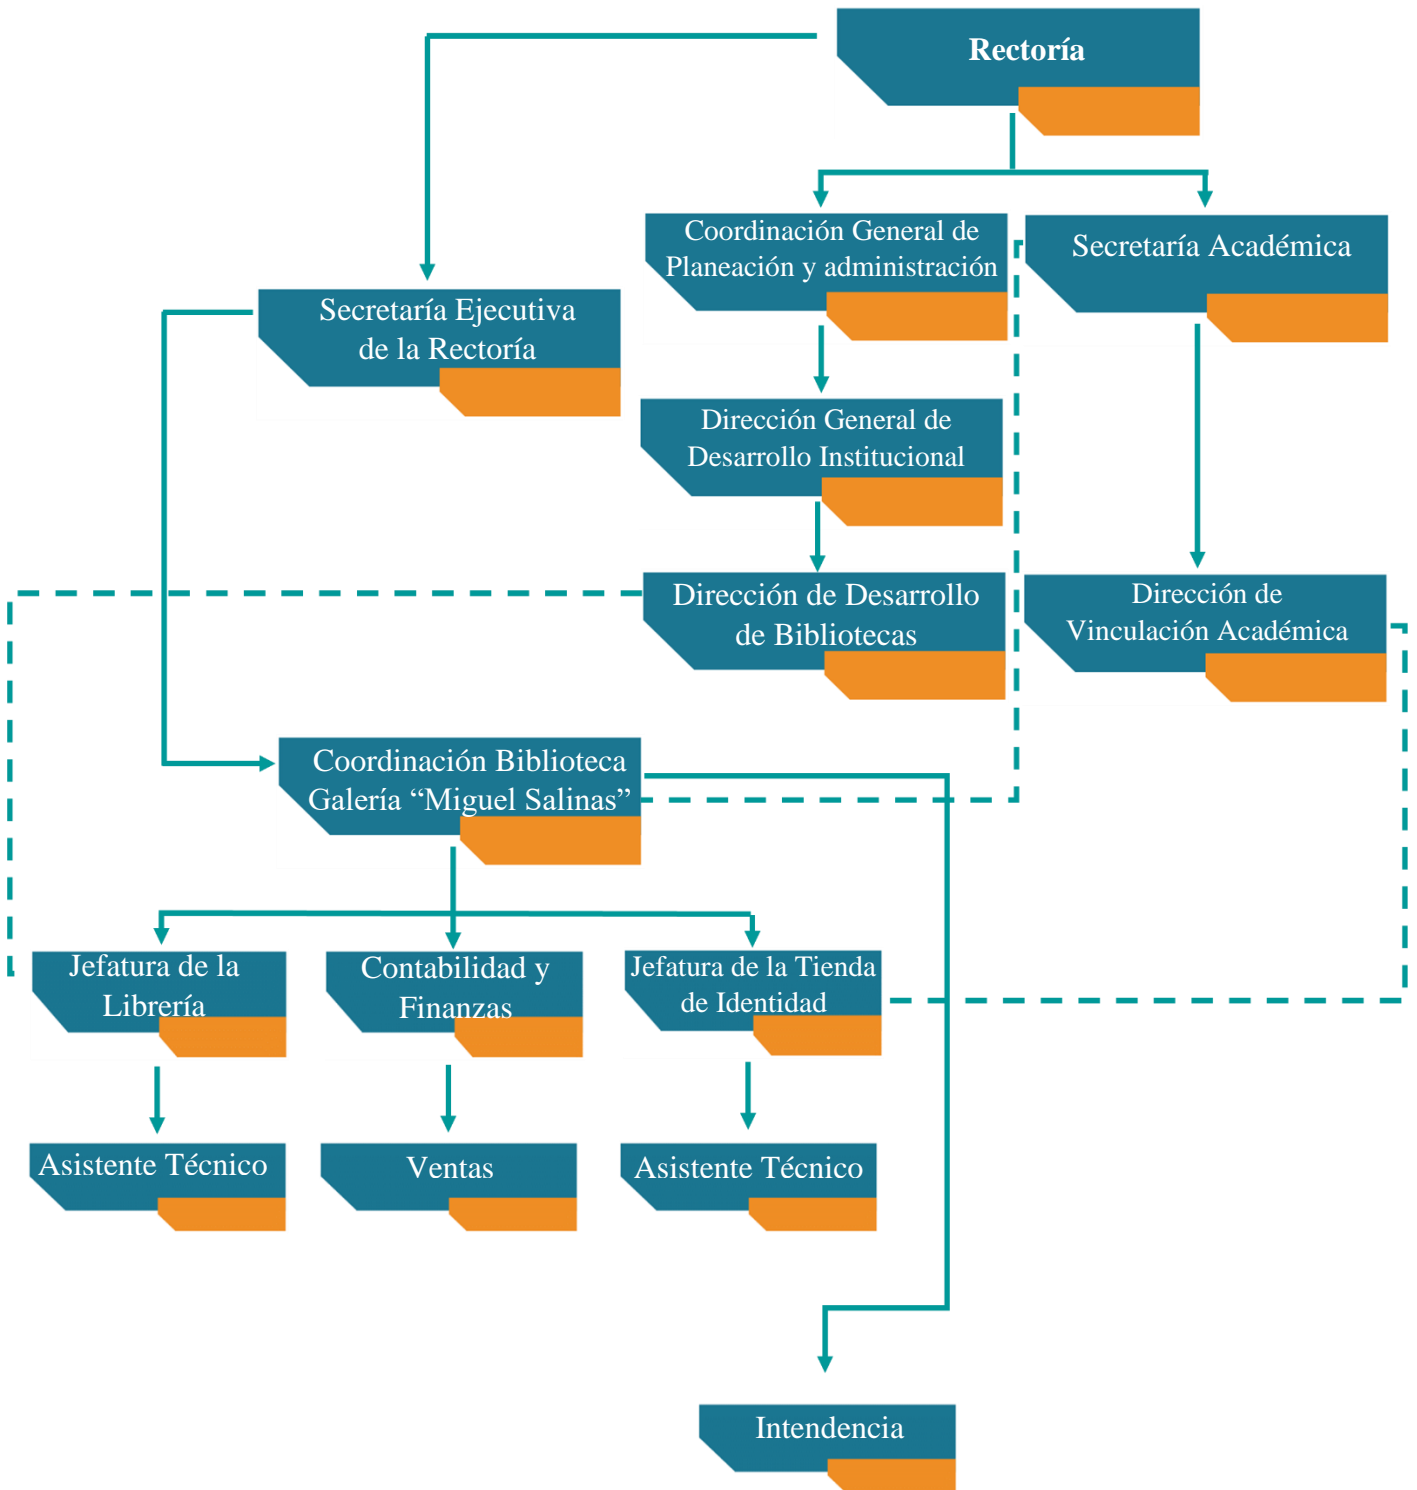 Rectoría
Coordinación General de
Planeación y administración
Secretaría Académica
Secretaría Ejecutiva
de la Rectoría
Dirección General de
Desarrollo Institucional
Dirección de Desarrollo
de Bibliotecas
Dirección de
Vinculación Académica
Coordinación Biblioteca
Galería “Miguel Salinas”
Jefatura de la
Librería
Contabilidad y
Finanzas
Jefatura de la Tienda
de Identidad
Asistente Técnico
Ventas
Asistente Técnico
Intendencia